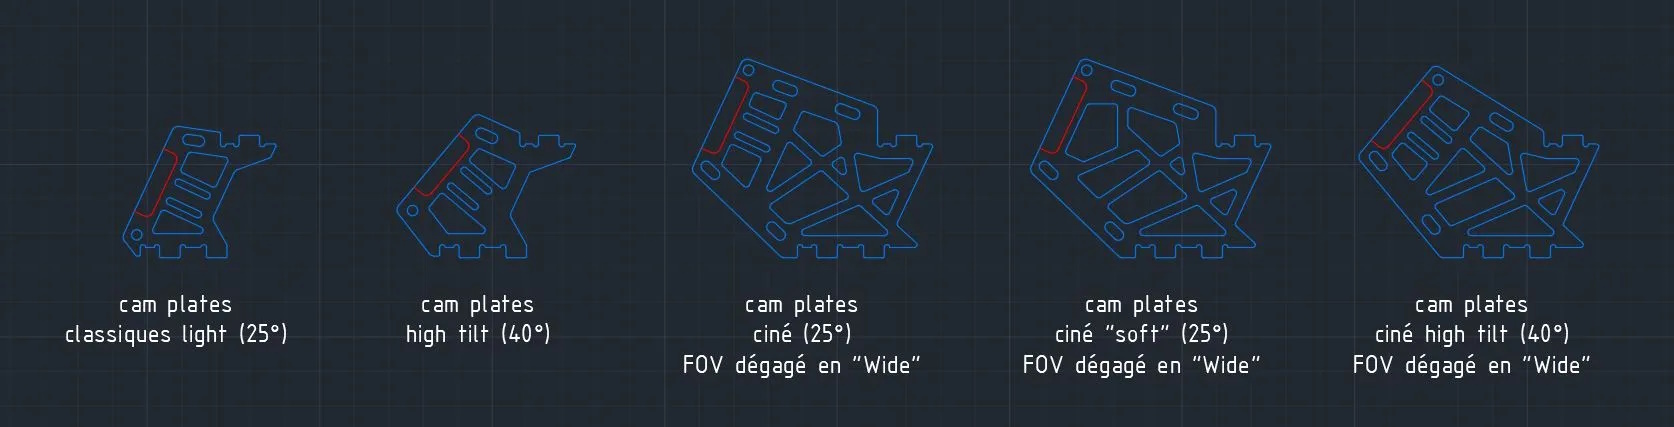 cam plates
classiques light (25°)
cam plates
high tilt (40°)
cam plates
ciné (25°)
FOV dégagé en "Wide"
cam plates
ciné "soft" (25°)
FOV dégagé en "Wide"
cam plates
ciné high tilt (40°)
FOV dégagé en "Wide"